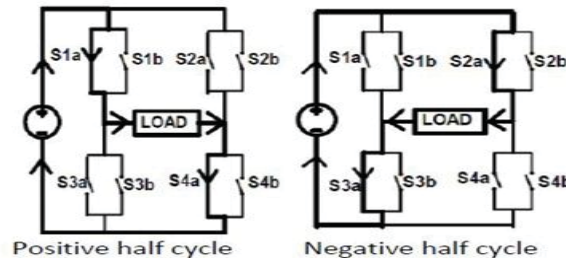 S1a S1b S2a S2b S1a S1b S2a S2b
LOAD LOAD
S3a S3b S4a S4b S3a S3b S4a S4b
Positive half cycle Negative half cycle